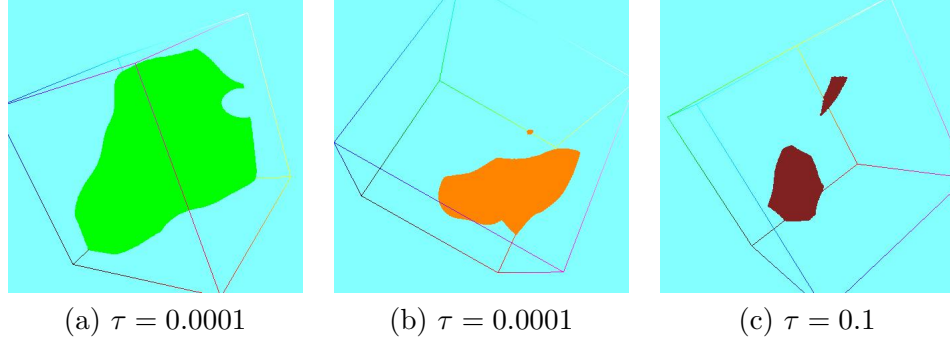 (a) τ = 0.0001
(b) τ = 0.0001
(c) τ = 0.1